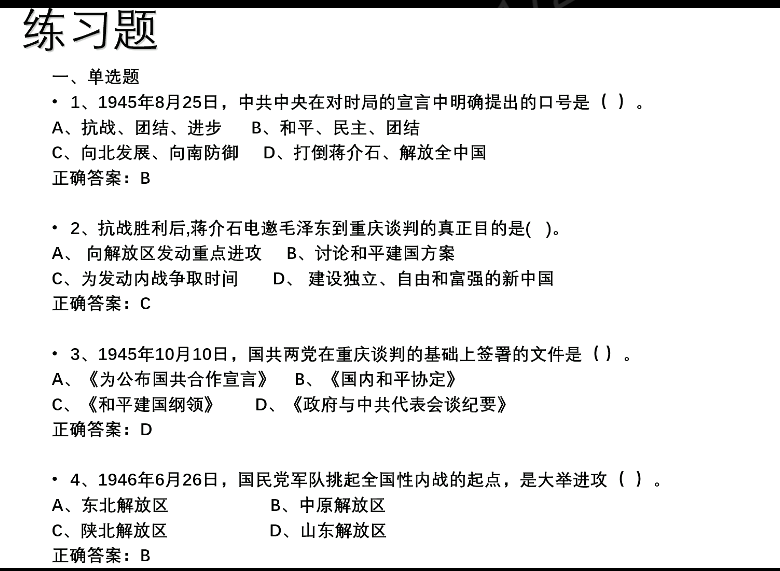 练习题
一、单选题
• 1、1945年8月25日，中共中央在对时局的宣言中明确提出的口号是（ ）。
A、抗战、团结、进步 B、和平、民主、团结
C、向北发展、向南防御 D、打倒蒋介石、解放全中国
正确答案：B
• 2、抗战胜利后,蒋介石电邀毛泽东到重庆谈判的真正目的是( )。
A、 向解放区发动重点进攻 B、讨论和平建国方案
C、为发动内战争取时间 D、 建设独立、自由和富强的新中国
正确答案：C
• 3、1945年10月10日，国共两党在重庆谈判的基础上签署的文件是（ ）。
A、《为公布国共合作宣言》 B、《国内和平协定》
C、《和平建国纲领》 D、《政府与中共代表会谈纪要》
正确答案：D
• 4、1946年6月26日，国民党军队挑起全国性内战的起点，是大举进攻（ ）。
A、东北解放区 B、中原解放区
C、陕北解放区 D、山东解放区
正确答案：B